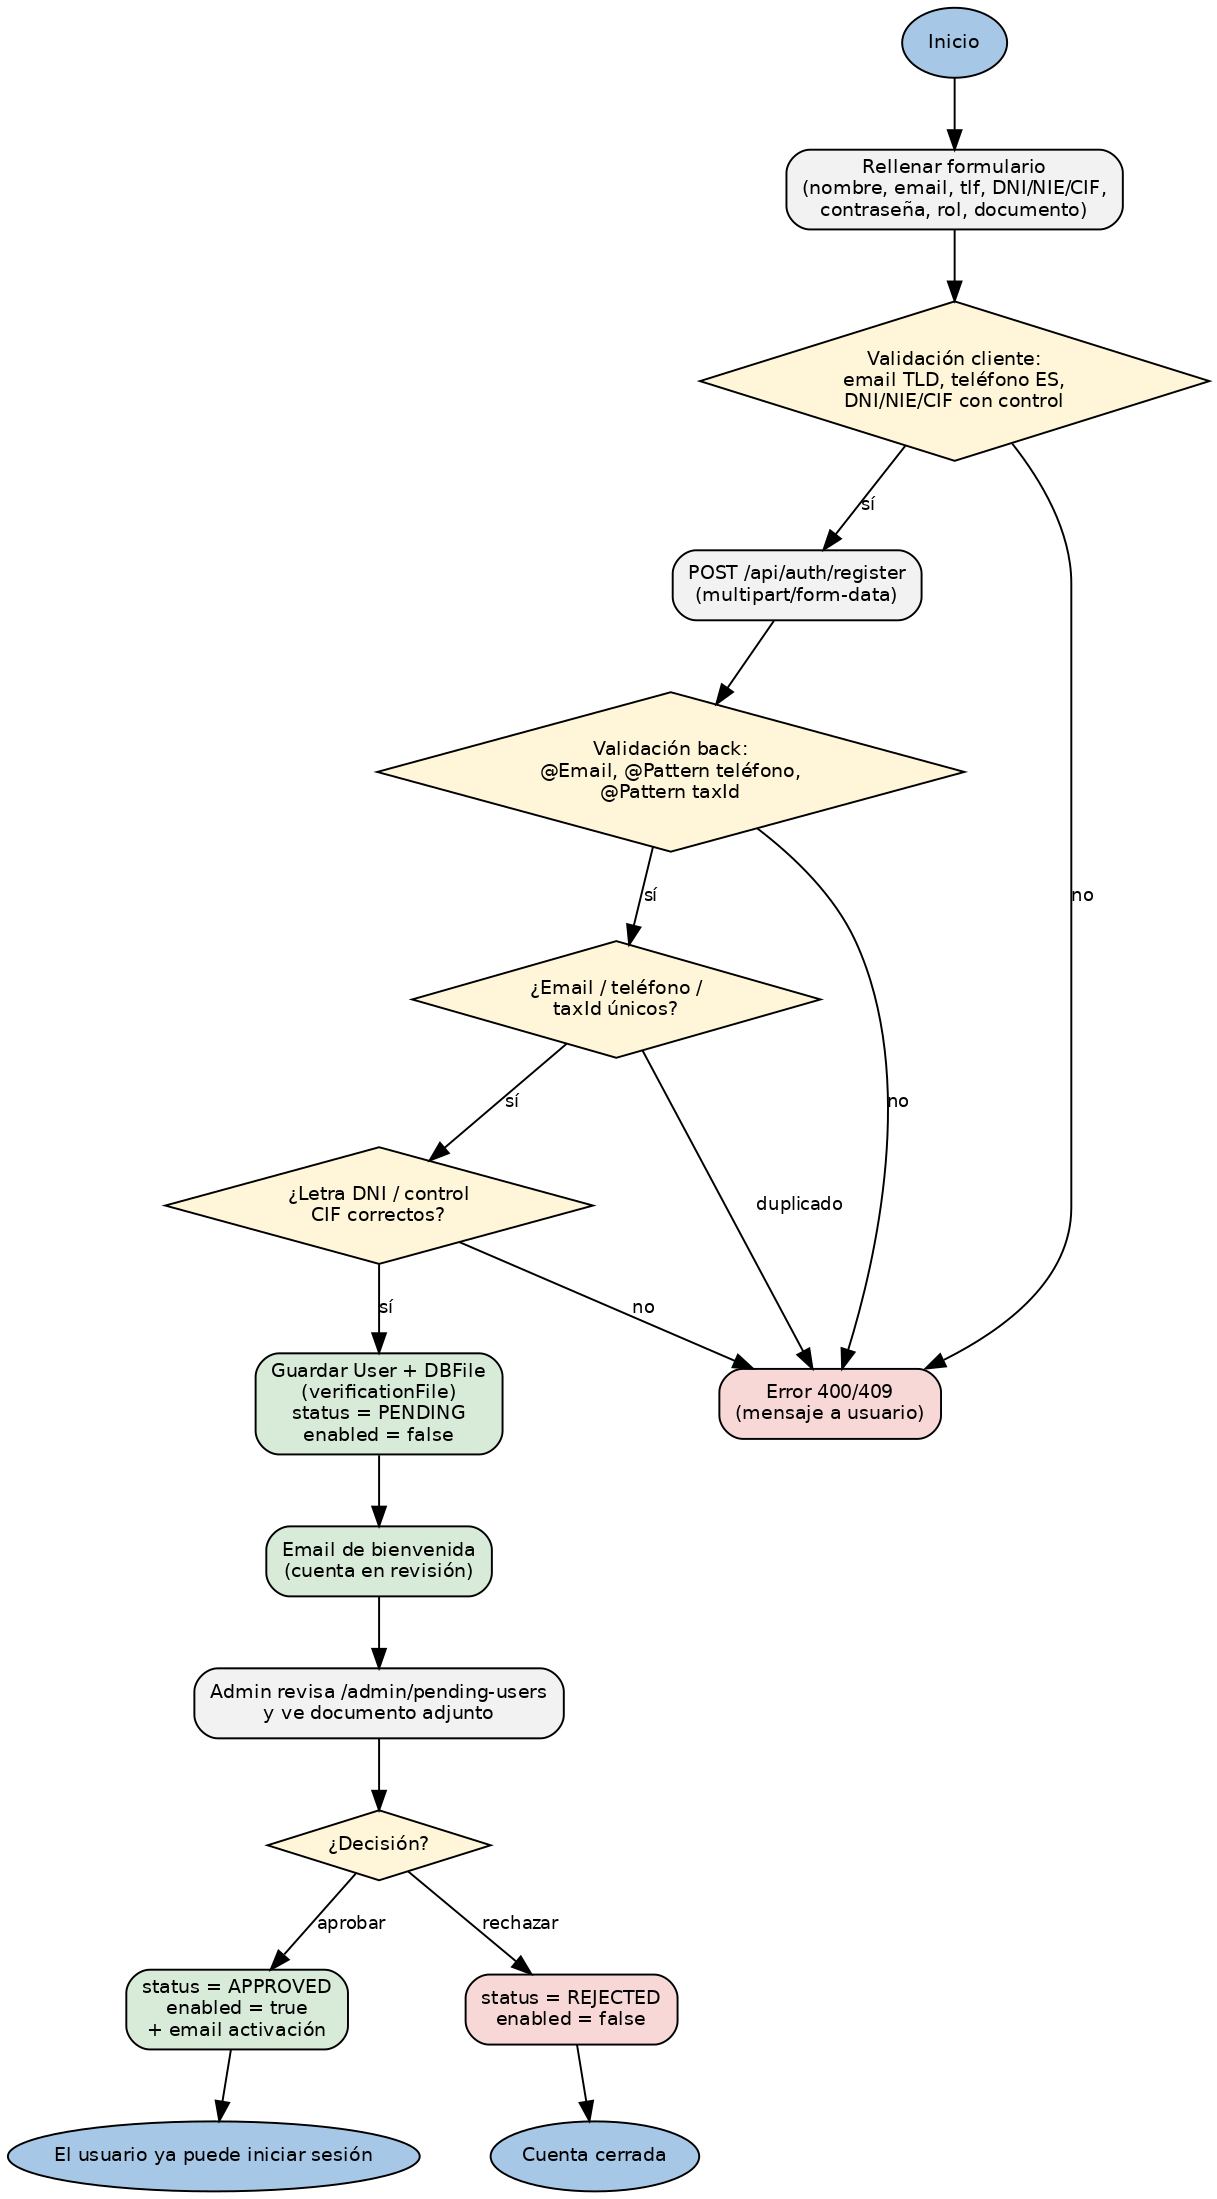 Inicio
Rellenar formulario
(nombre, email, tlf, DNI/NIE/CIF,
contraseña, rol, documento)
Validación cliente:
email TLD, teléfono ES,
DNI/NIE/CIF con control
sí
POST /api/auth/register
(multipart/form-data)
Validación back:
@Email, @Pattern teléfono,
@Pattern taxId
sí
no
¿Email / teléfono /
taxId únicos?
sí
no
duplicado
¿Letra DNI / control
CIF correctos?
sí
no
Guardar User + DBFile
(verificationFile)
status = PENDING
enabled = false
Error 400/409
(mensaje a usuario)
Email de bienvenida
(cuenta en revisión)
Admin revisa /admin/pending-users
y ve documento adjunto
¿Decisión?
aprobar
rechazar
status = APPROVED
enabled = true
+ email activación
status = REJECTED
enabled = false
El usuario ya puede iniciar sesión
Cuenta cerrada